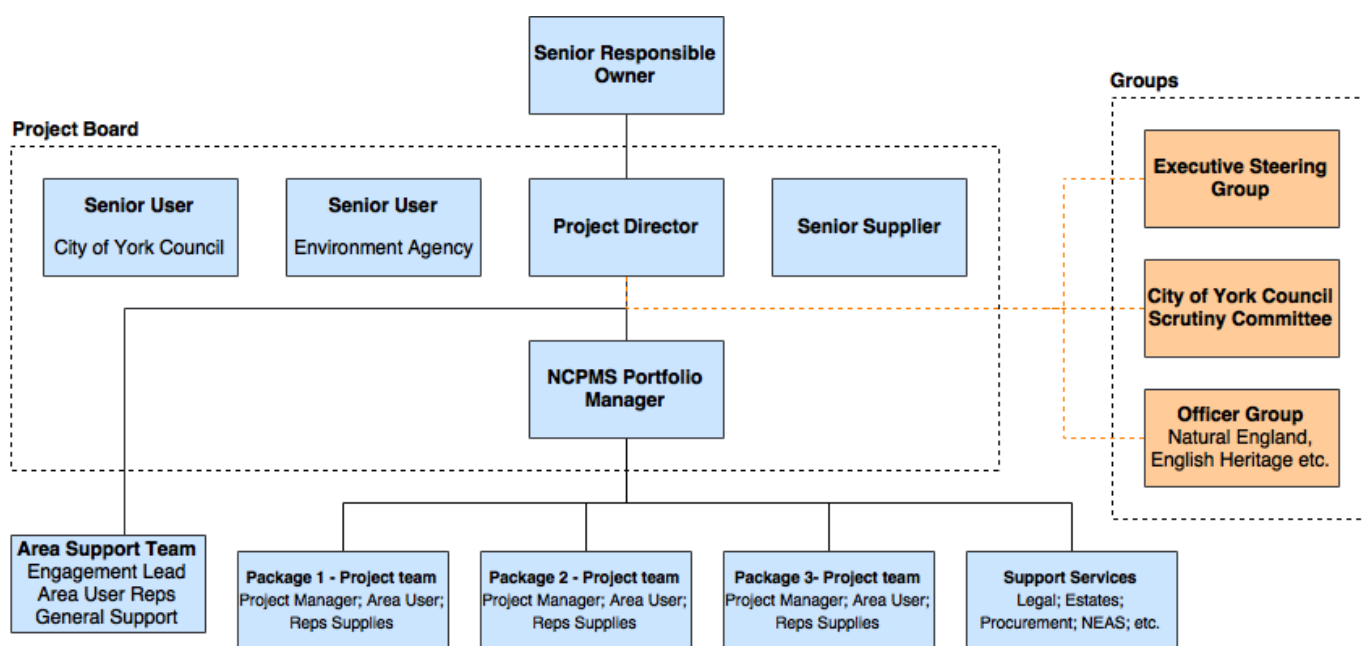 Senior Responsible
Owner
Groups
Project Board
Executive Steering
Group
Senior User
City of York Council
Senior User
Environment Agency
Project Director
Senior Supplier
City of York Council
Scrutiny Committee
NCPMS Portfolio
Manager
Officer Group
Natural England,
English Heritage etc.
Area Support Team
Engagement Lead
Area User Reps
General Support
Package 1 - Project team
Project Manager; Area User;
Reps Supplies
Package 2 - Project team
Project Manager; Area User;
Reps Supplies
Package 3- Project team
Project Manager; Area User;
Reps Supplies
Support Services
Legal; Estates;
Procurement; NEAS; etc.